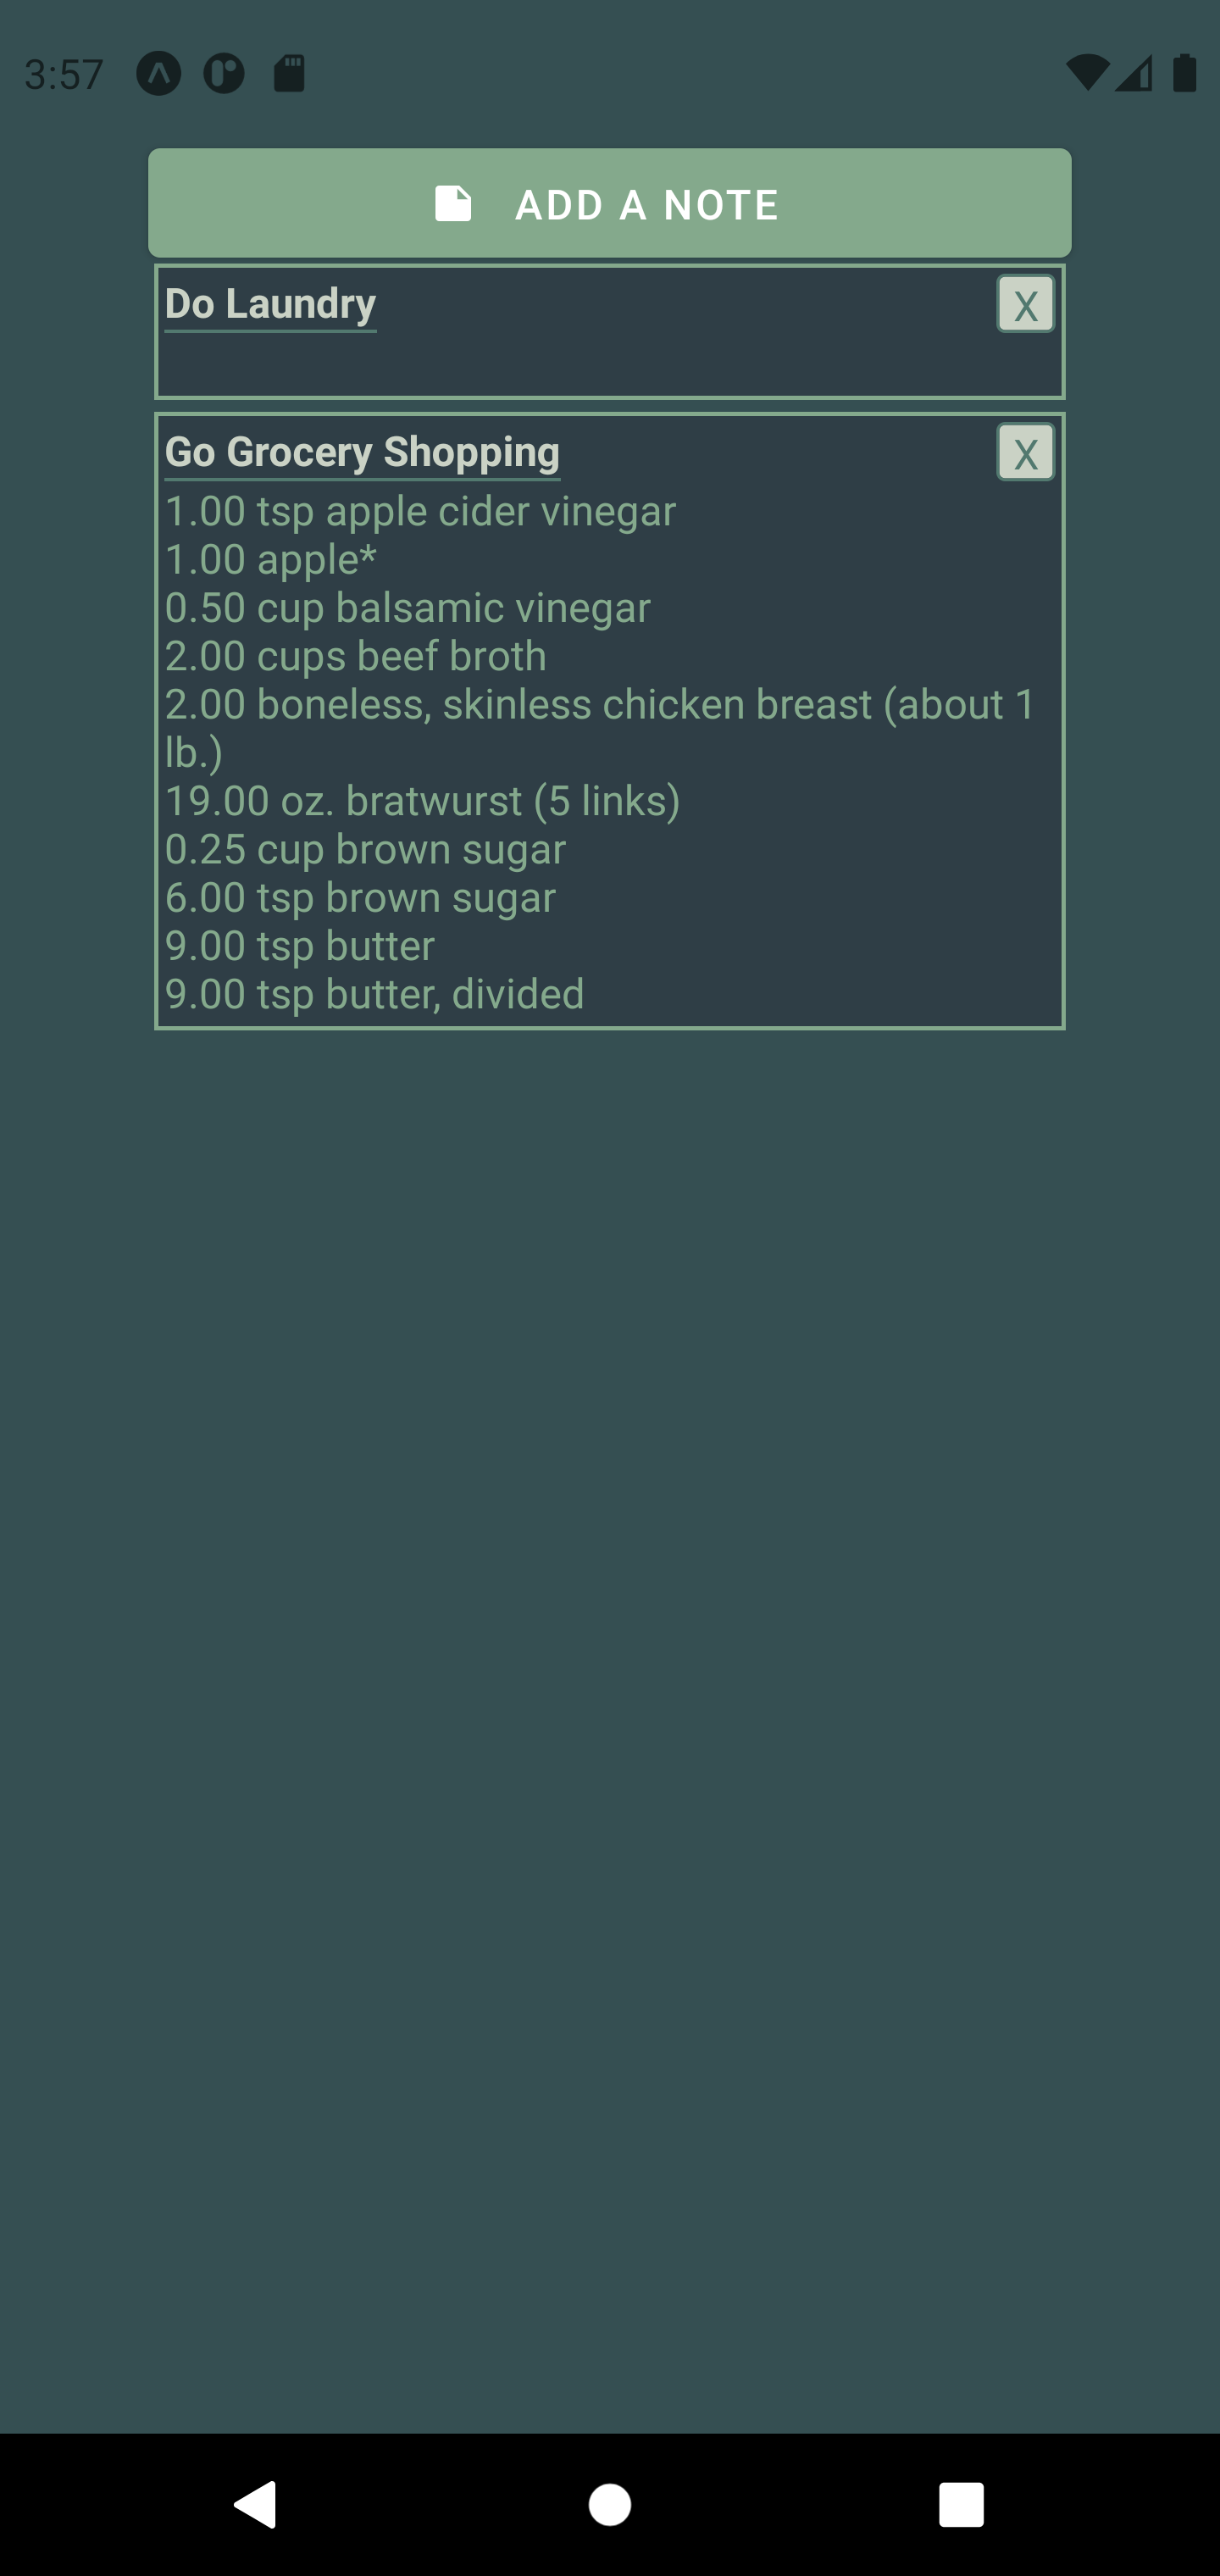 3:57
ADD A NOTE
Do Laundry
X
Go Grocery Shopping
X
1.00 tsp apple cider vinegar
1.00 apple*
0.50 cup balsamic vinegar
2.00 cups beef broth
2.00 boneless, skinless chicken breast (about 1
lb.)
19.00 oz. bratwurst (5 links)
0.25 cup brown sugar
6.00 tsp brown sugar
9.00 tsp butter
9.00 tsp butter, divided